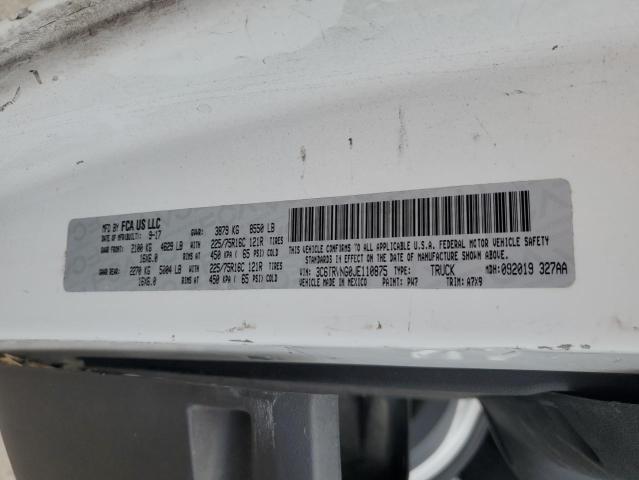 MFD BY FCA US LLC
DATE OF MFR/BUILT: 9-17 GVWR: 3879 KG 8550 LB
GAWR FRONT: 2100 KG 4629 LB WITH 225/75R16C 121R TIRES
16X6.0 RIMS AT 450 KPA ( 65 PSI) COLD
GAWR REAR: 2270 KG 5004 LB WITH 225/75R16C 121R TIRES
16X6.0 RIMS AT 450 KPA ( 65 PSI) COLD
THIS VEHICLE CONFORMS TO ALL APPLICABLE U.S.A. FEDERAL MOTOR VEHICLE SAFETY
STANDARDS IN EFFECT ON THE DATE OF MANUFACTURE SHOWN ABOVE.
VIN: 3C6TRVNG0JE110875 TYPE: TRUCK MDH: 092019 327AA
VEHICLE MADE IN MEXICO PAINT: PW7 TRIM: A7X9